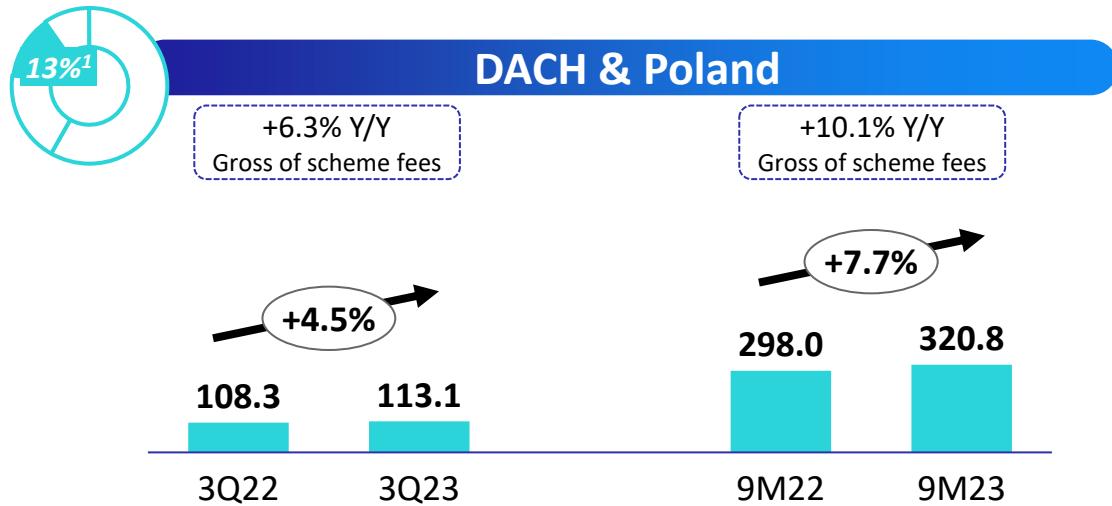 13%¹
DACH & Poland
+6.3% Y/Y
Gross of scheme fees
+10.1% Y/Y
Gross of scheme fees
+4.5%
+7.7%
108.3
113.1
298.0
320.8
3Q22
3Q23
9M22
9M23